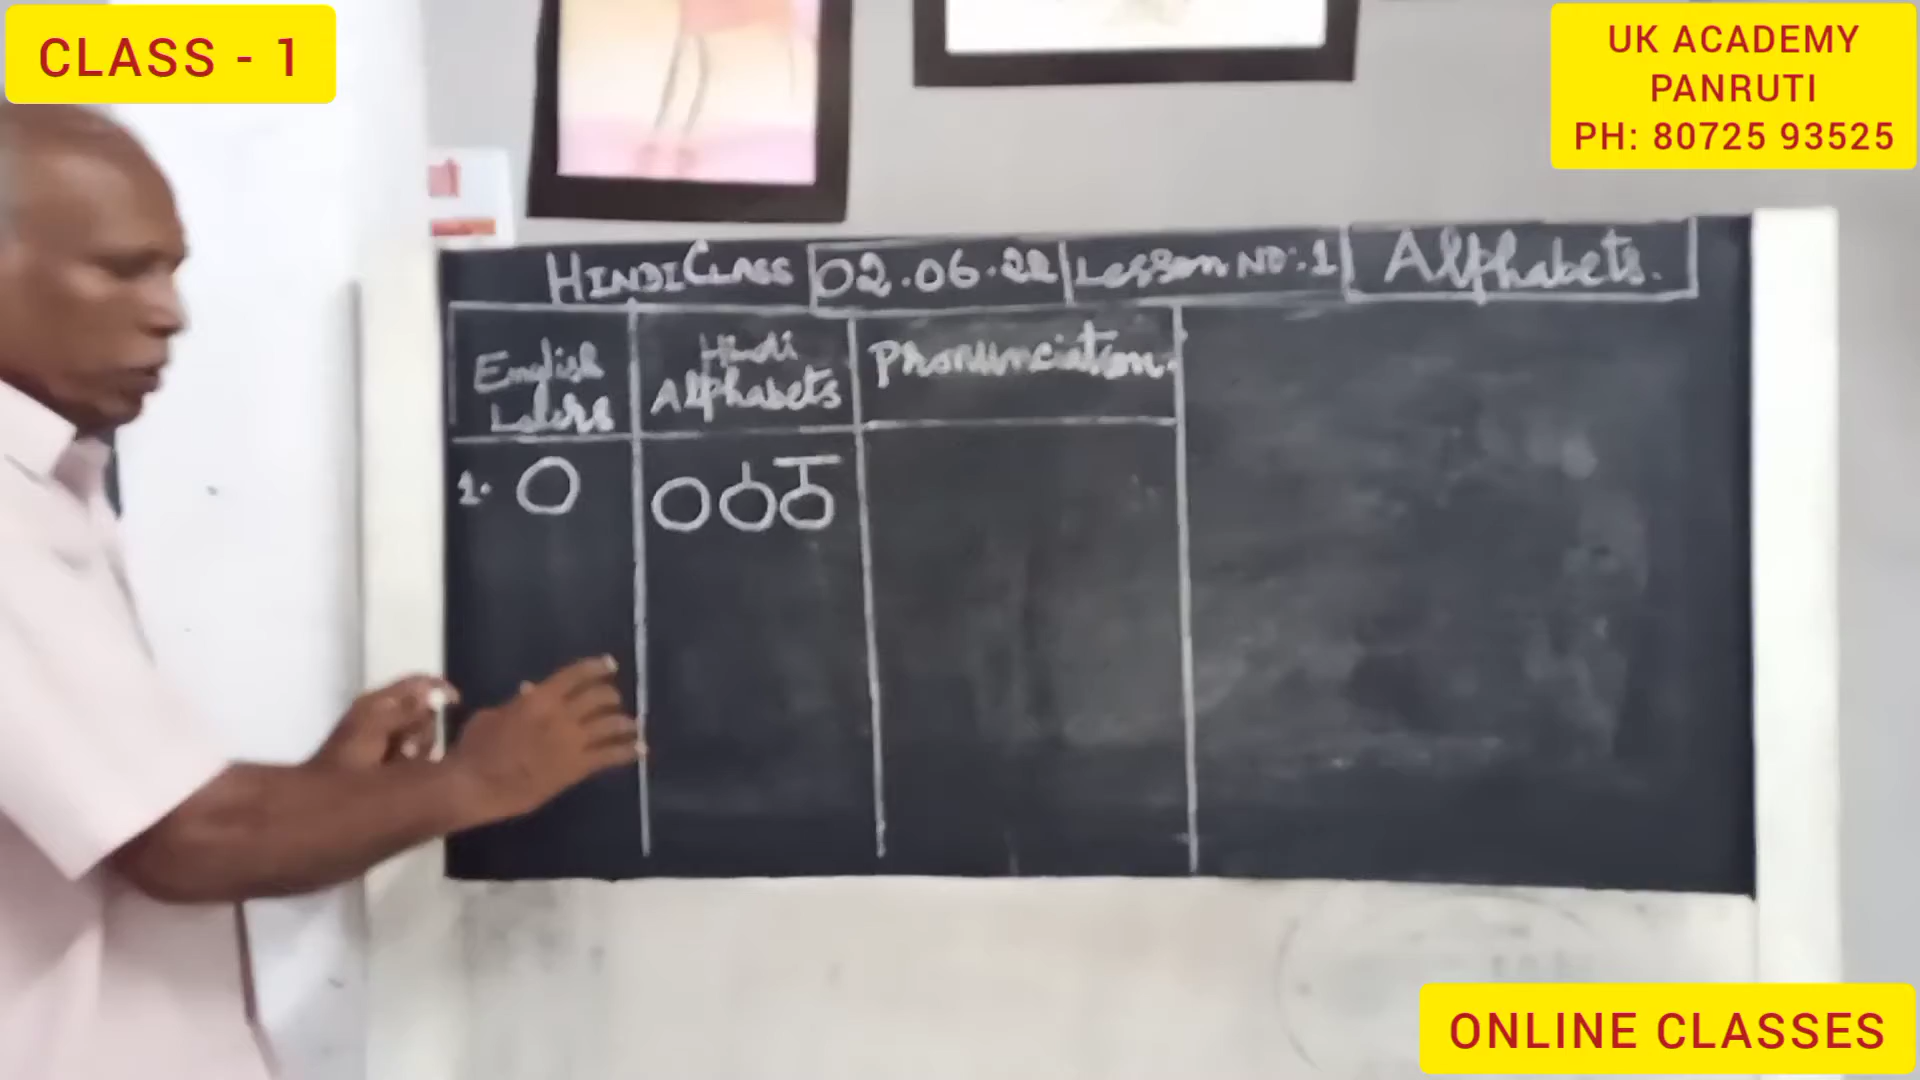 CLASS - 1
UK ACADEMY
PANRUTI
PH: 80725 93525
HINDI CLASS 02.06.22 Lesson NO:.1 Alphabets.
English
Hindi
Alphabets
Pronunciation.
1. O
ONLINE CLASSES